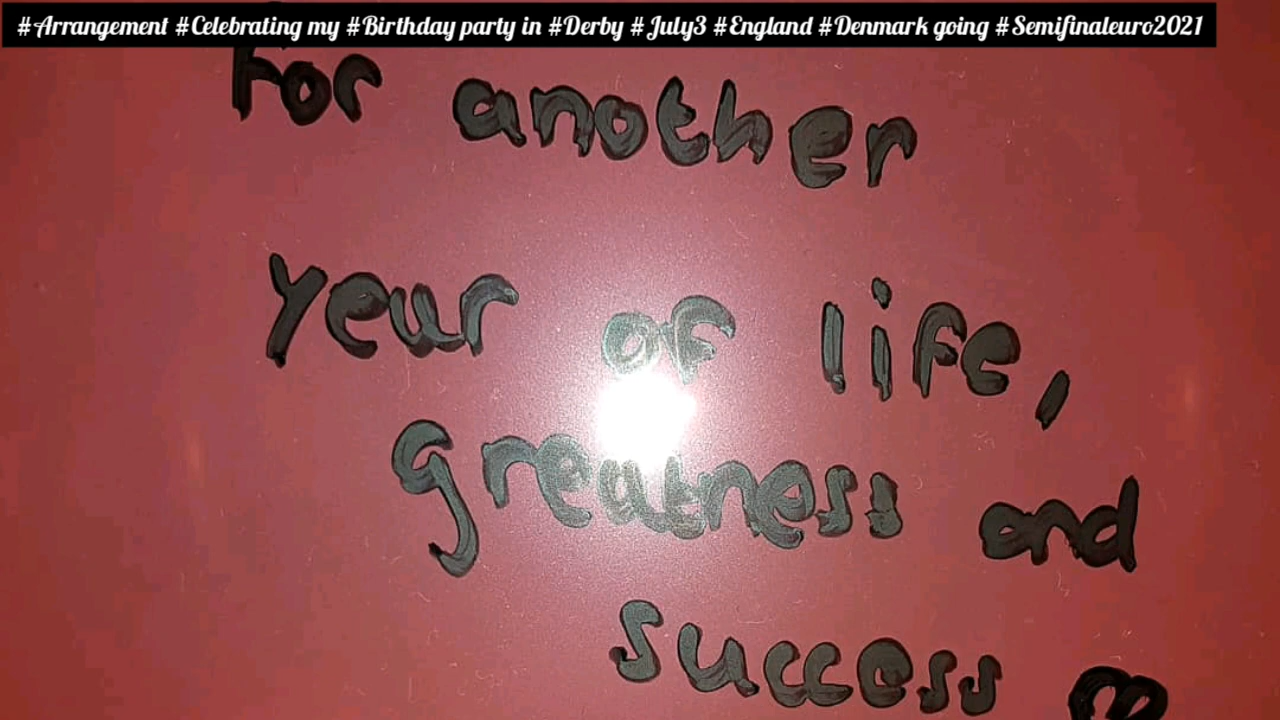 #Arrangement #Celebrating my #Birthday party in #Derby #July3 #England #Denmark going #Semifinaleuro2021
For another
year of life,
greatness and
success